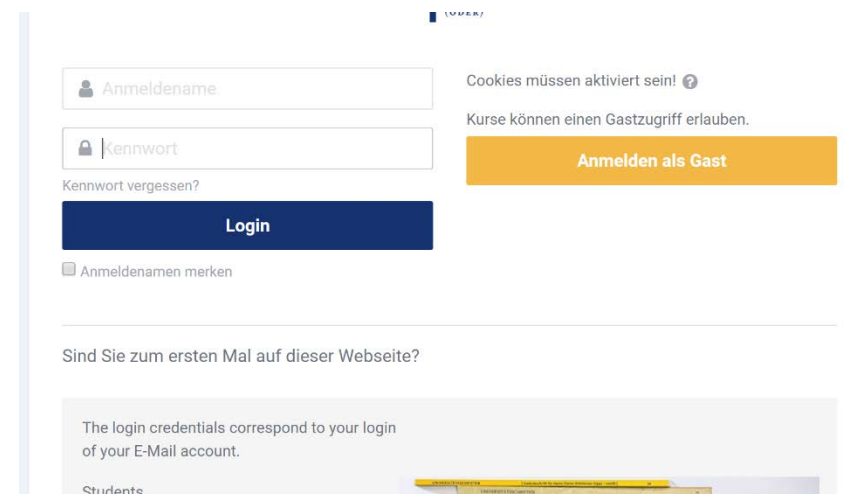 (ODER)
Anmeldename
Kennwort
Kennwort vergessen?
Login
Anmeldenamen merken
Cookies müssen aktiviert sein!
Kurse können einen Gastzugriff erlauben.
Anmelden als Gast
Sind Sie zum ersten Mal auf dieser Webseite?
The login credentials correspond to your login
of your E-Mail account.
Students